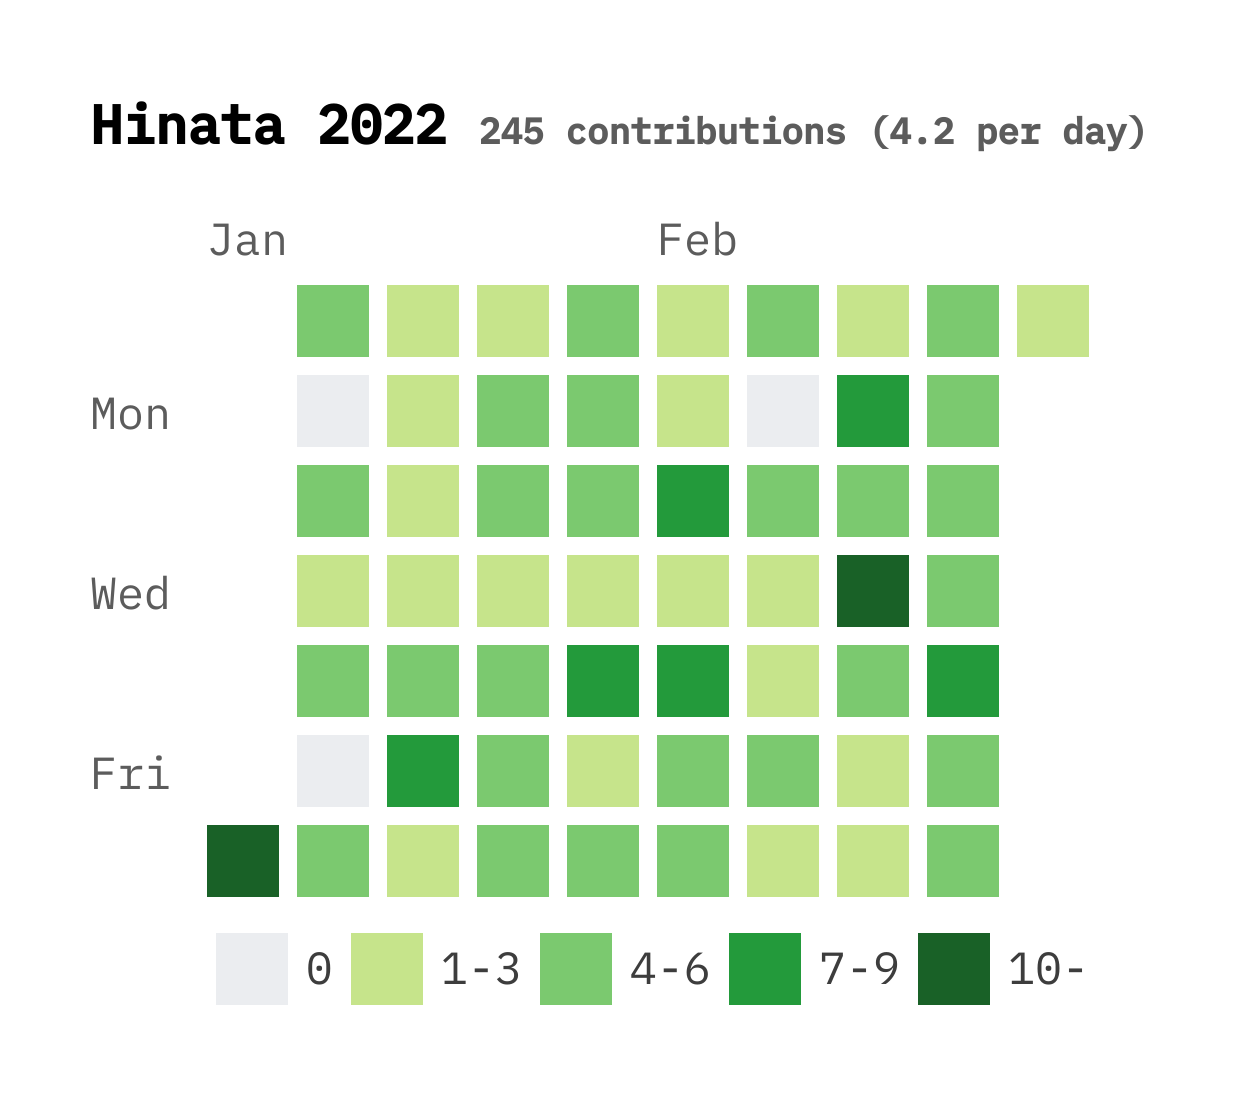 Hinata 2022 245 contributions (4.2 per day)
Jan Feb
Mon
Wed
Fri
0 1-3 4-6 7-9 10-